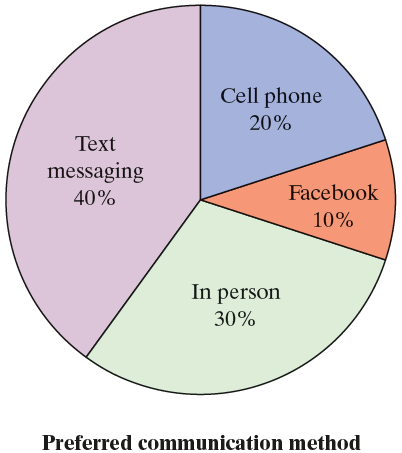 Cell phone
20%
Text
messaging
40%
Facebook
10%
In person
30%
Preferred communication method